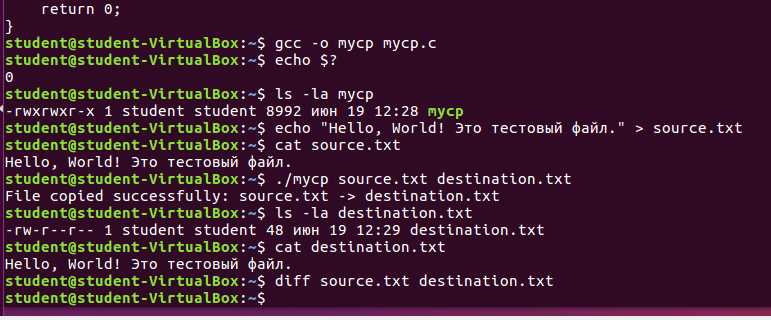 return 0;
}
student@student-VirtualBox:~$ gcc -o mycp mycp.c
student@student-VirtualBox:~$ echo $?
0
student@student-VirtualBox:~$ ls -la mycp
-rwxrwxr-x 1 student student 8992 июн 19 12:28 mycp
student@student-VirtualBox:~$ echo "Hello, World! Это тестовый файл." > source.txt
student@student-VirtualBox:~$ cat source.txt
Hello, World! Это тестовый файл.
student@student-VirtualBox:~$ ./mycp source.txt destination.txt
File copied successfully: source.txt -> destination.txt
student@student-VirtualBox:~$ ls -la destination.txt
-rw-r--r-- 1 student student 48 июн 19 12:29 destination.txt
student@student-VirtualBox:~$ cat destination.txt
Hello, World! Это тестовый файл.
student@student-VirtualBox:~$ diff source.txt destination.txt
student@student-VirtualBox:~$